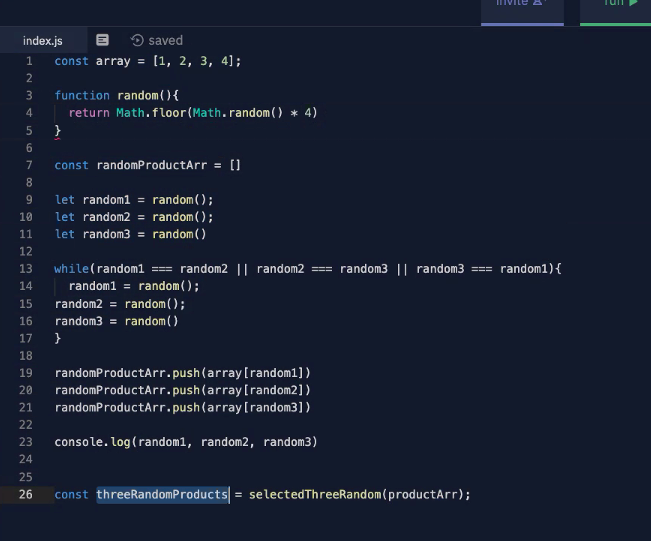 invite
run
index.js
saved
1 const array = [1, 2, 3, 4];
2
3 function random(){
4 return Math.floor(Math.random() * 4)
5 }
6
7 const randomProductArr = []
8
9 let random1 = random();
10 let random2 = random();
11 let random3 = random()
12
13 while(random1 === random2 || random2 === random3 || random3 === random1){
14 random1 = random();
15 random2 = random();
16 random3 = random()
17 }
18
19 randomProductArr.push(array[random1])
20 randomProductArr.push(array[random2])
21 randomProductArr.push(array[random3])
22
23 console.log(random1, random2, random3)
24
25
26 const threeRandomProducts = selectedThreeRandom(productArr);